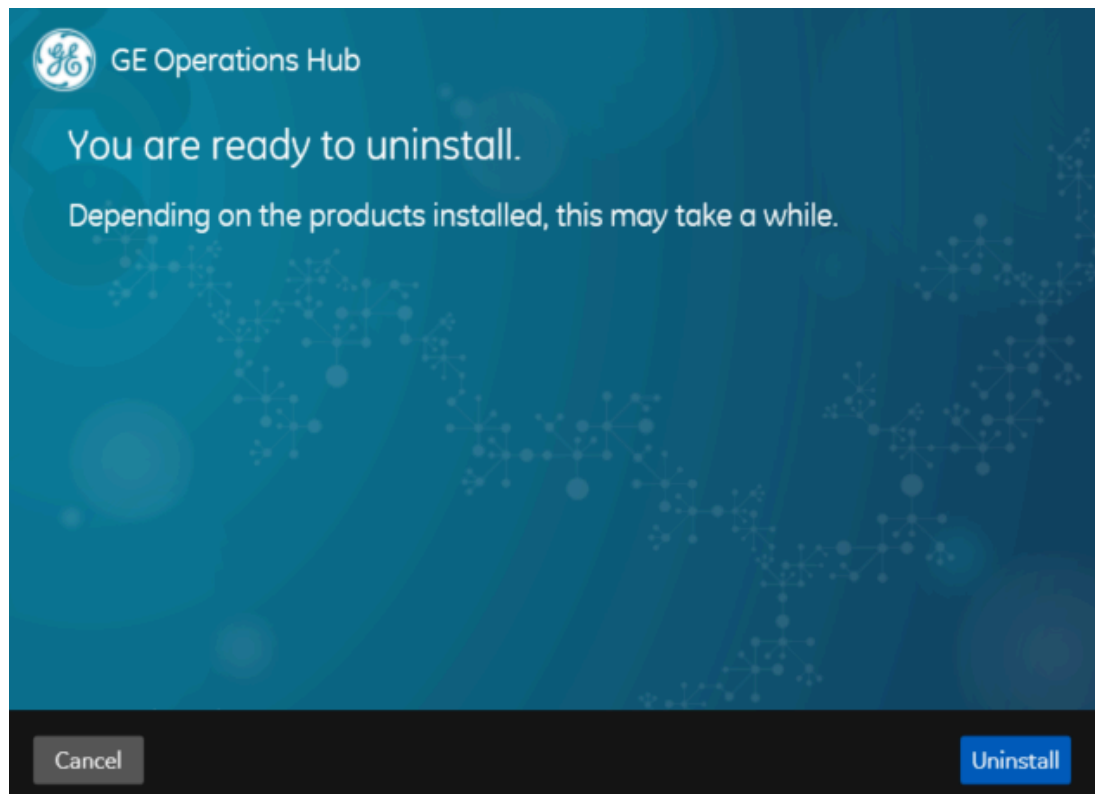 GE Operations Hub
You are ready to uninstall.
Depending on the products installed, this may take a while.
Cancel
Uninstall